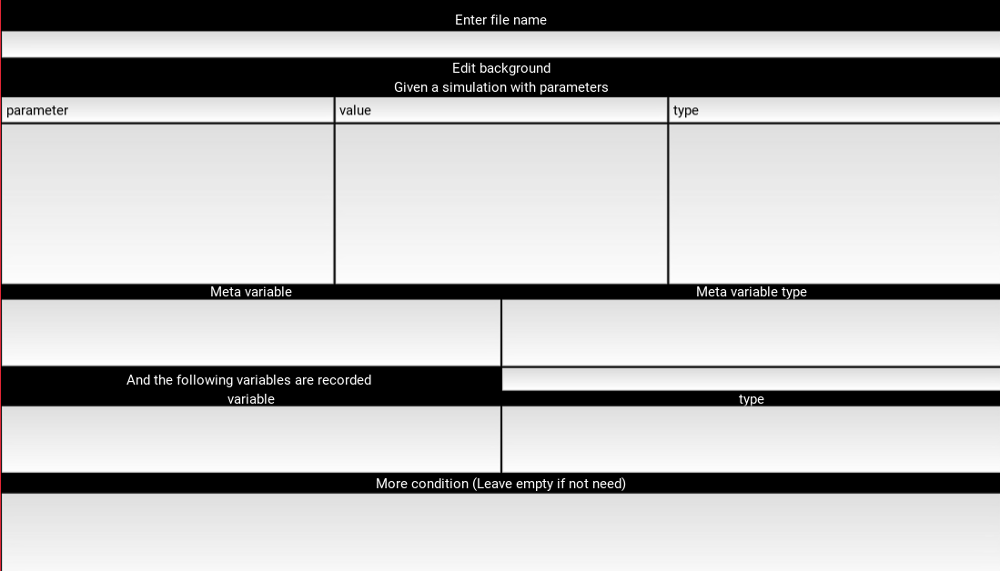 Enter file name
Edit background
Given a simulation with parameters
parameter value type
Meta variable Meta variable type
And the following variables are recorded
variable type
More condition (Leave empty if not need)